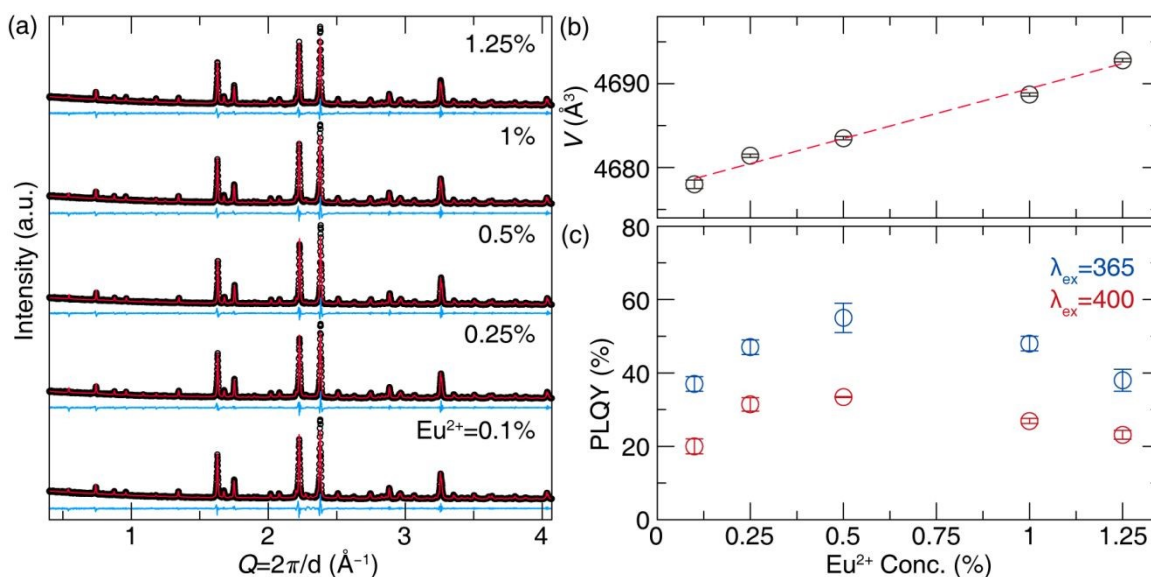 (a)
1.25%
1%
0.5%
0.25%
Eu²⁺=0.1%
Intensity (a.u.)
1 2 3 4
Q=2π/d (Å⁻¹)
(b)
4690
4680
V (Å³)
(c)
λex=365
λex=400
80
60
40
20
0
PLQY (%)
0 0.25 0.5 0.75 1 1.25
Eu²⁺ Conc. (%)